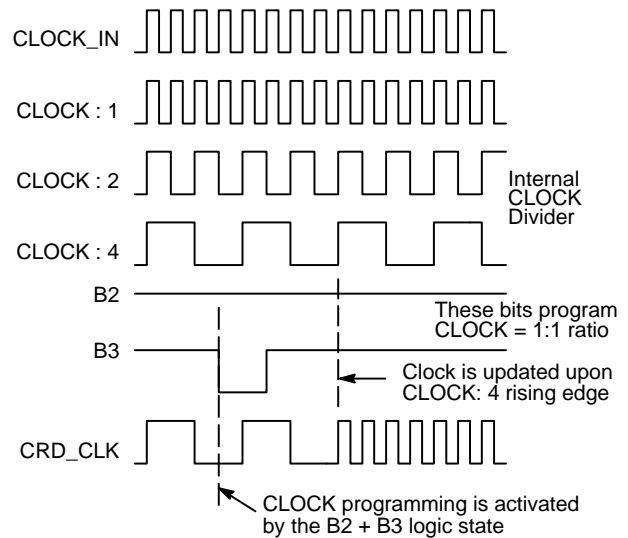 CLOCK_IN
CLOCK : 1
CLOCK : 2
Internal
CLOCK
Divider
CLOCK : 4
B2
These bits program
CLOCK = 1:1 ratio
B3
Clock is updated upon
CLOCK: 4 rising edge
CRD_CLK
CLOCK programming is activated
by the B2 + B3 logic state